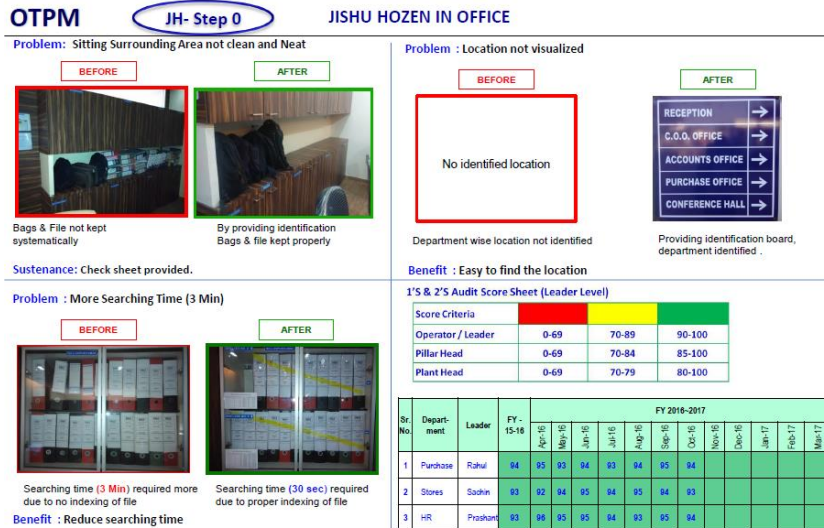 OTPM
JH- Step 0
JISHU HOZEN IN OFFICE
Problem: Sitting Surrounding Area not clean and Neat
BEFORE
AFTER
Bags & File not kept
systematically
By providing identification
Bags & file kept properly
Sustenance: Check sheet provided.
Problem : Location not visualized
BEFORE
AFTER
No identified location
RECEPTION
C.O.O. OFFICE
ACCOUNTS OFFICE
PURCHASE OFFICE
CONFERENCE HALL
Department wise location not identified
Providing identification board,
department identified .
Benefit : Easy to find the location
Problem : More Searching Time (3 Min)
BEFORE
AFTER
Searching time (3 Min) required more
due to no indexing of file
Searching time (30 sec) required
due to proper indexing of file
Benefit : Reduce searching time
1'S & 2'S Audit Score Sheet (Leader Level)
Score Criteria
Operator / Leader 0-69 70-89 90-100
Pillar Head 0-69 70-84 85-100
Plant Head 0-69 70-79 80-100
FY 2016-2017
Sr. No. Depart-ment Leader FY - 15-16 Apr-16 May-16 Jun-16 Jul-16 Aug-16 Sep-16 Oct-16 Nov-16 Dec-16 Jan-17 Feb-17 Mar-17
1 Purchase Rahul 94 95 93 94 93 94 95 94
2 Stores Sachin 93 92 94 95 94 95 94 93
3 HR Prashant 93 96 95 95 94 93 95 94